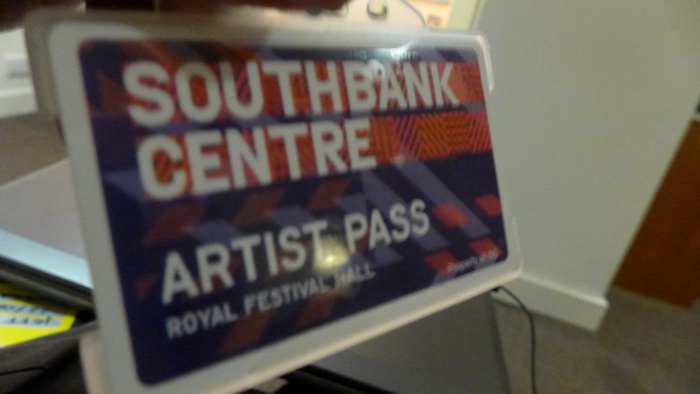 SOUTHBANK
CENTRE
ARTIST PASS
ROYAL FESTIVAL HALL